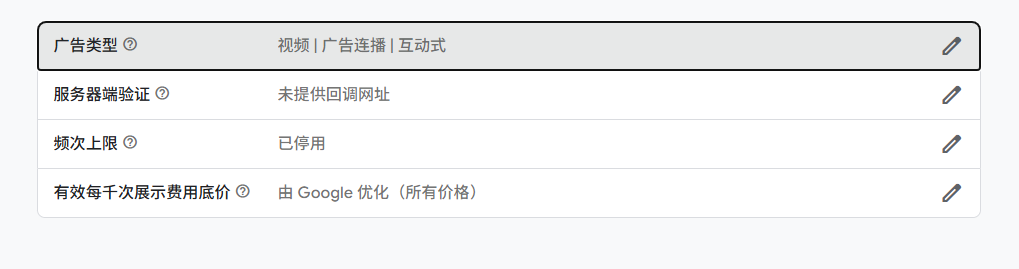 广告类型 视频 | 广告连播 | 互动式
服务器端验证 未提供回调网址
频次上限 已停用
有效每千次展示费用底价 由 Google 优化（所有价格）